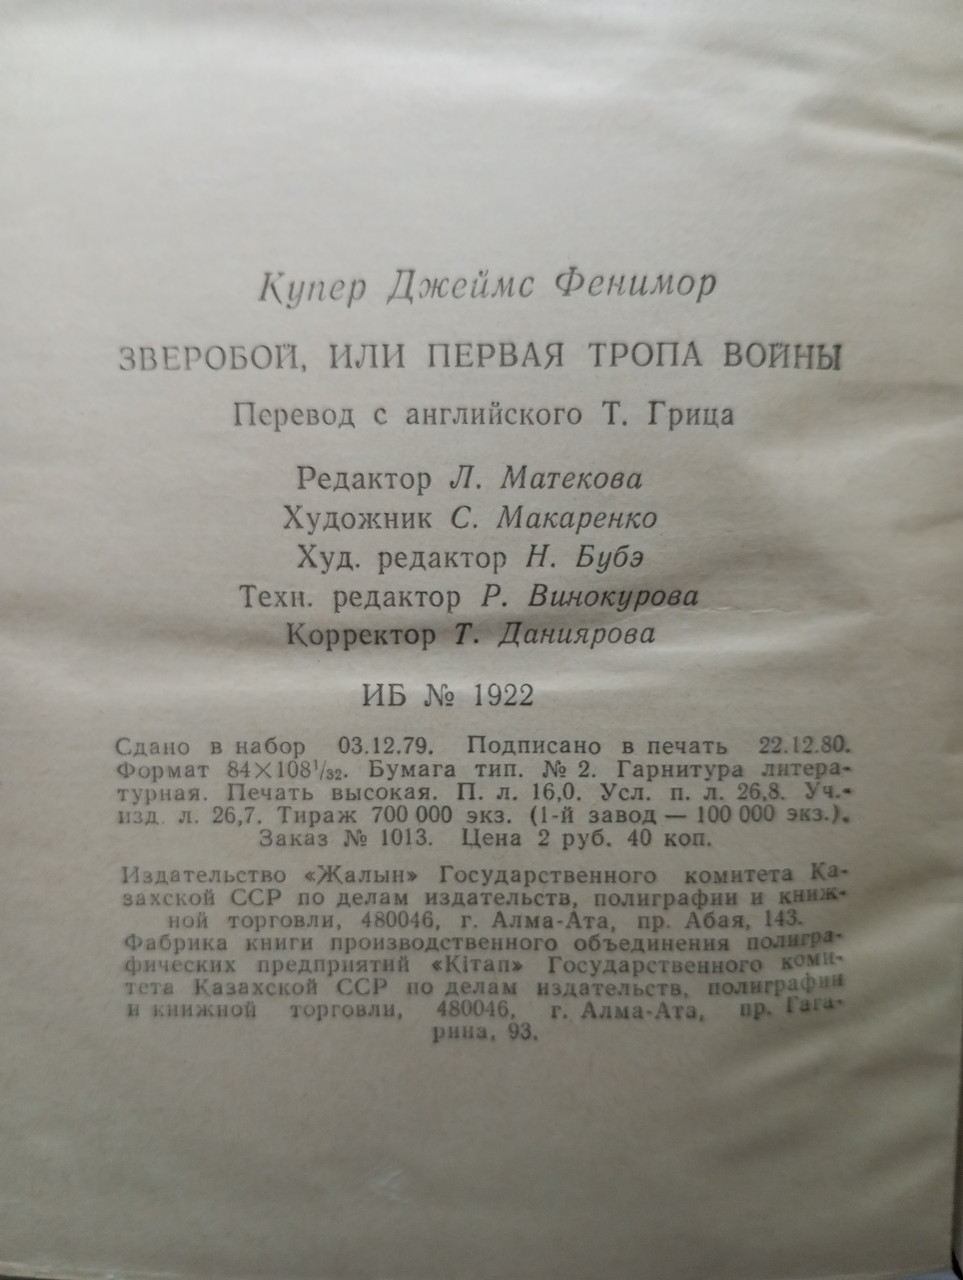 Купер Джеймс Фенимор
ЗВЕРОБОЙ, ИЛИ ПЕРВАЯ ТРОПА ВОЙНЫ
Перевод с английского Т. Грица
Редактор Л. Матекова
Художник С. Макаренко
Худ. редактор Н. Бубэ
Техн. редактор Р. Винокурова
Корректор Т. Даниярова
ИБ № 1922
Сдано в набор 03.12.79. Подписано в печать 22.12.80.
Формат 84×108¹/₃₂. Бумага тип. № 2. Гарнитура литера-
турная. Печать высокая. П. л. 16,0. Усл. п. л. 26,8. Уч.-
изд. л. 26,7. Тираж 700 000 экз. (1-й завод — 100 000 экз.).
Заказ № 1013. Цена 2 руб. 40 коп.
Издательство «Жалын» Государственного комитета Ка-
захской ССР по делам издательств, полиграфии и книж-
ной торговли, 480046, г. Алма-Ата, пр. Абая, 143.
Фабрика книги производственного объединения полигра-
фических предприятий «Кiтап» Государственного коми-
тета Казахской ССР по делам издательств, полиграфии
и книжной торговли, 480046, г. Алма-Ата, пр. Гага-
рина, 93.